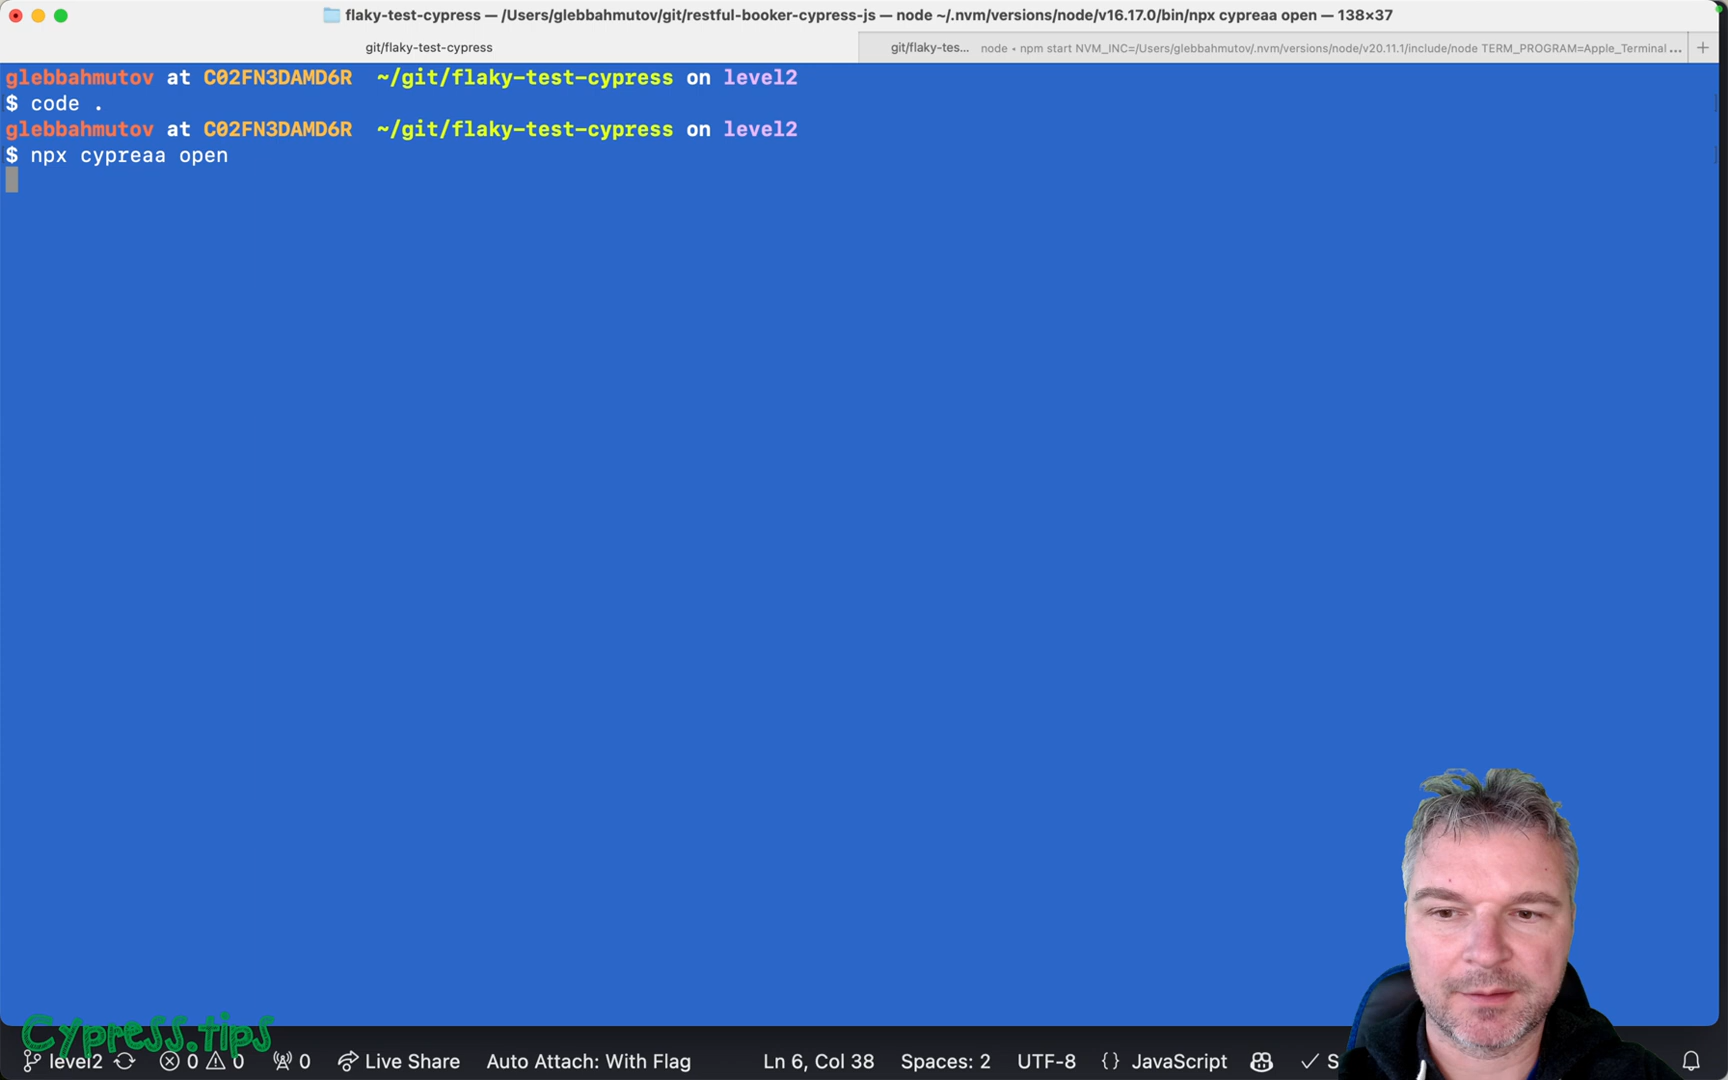 flaky-test-cypress — /Users/glebbahmutov/git/restful-booker-cypress-js — node ~/.nvm/versions/node/v16.17.0/bin/npx cypreaa open — 138×37
git/flaky-test-cypress
git/flaky-tes... node • npm start NVM_INC=/Users/glebbahmutov/.nvm/versions/node/v20.11.1/include/node TERM_PROGRAM=Apple_Terminal ... +
glebbahmutov at C02FN3DAMD6R ~/git/flaky-test-cypress on level2
$ code .
glebbahmutov at C02FN3DAMD6R ~/git/flaky-test-cypress on level2
$ npx cypreaa open
Cypress.tips
level2 0 0 0 Live Share Auto Attach: With Flag Ln 6, Col 38 Spaces: 2 UTF-8 {} JavaScript ✓ S